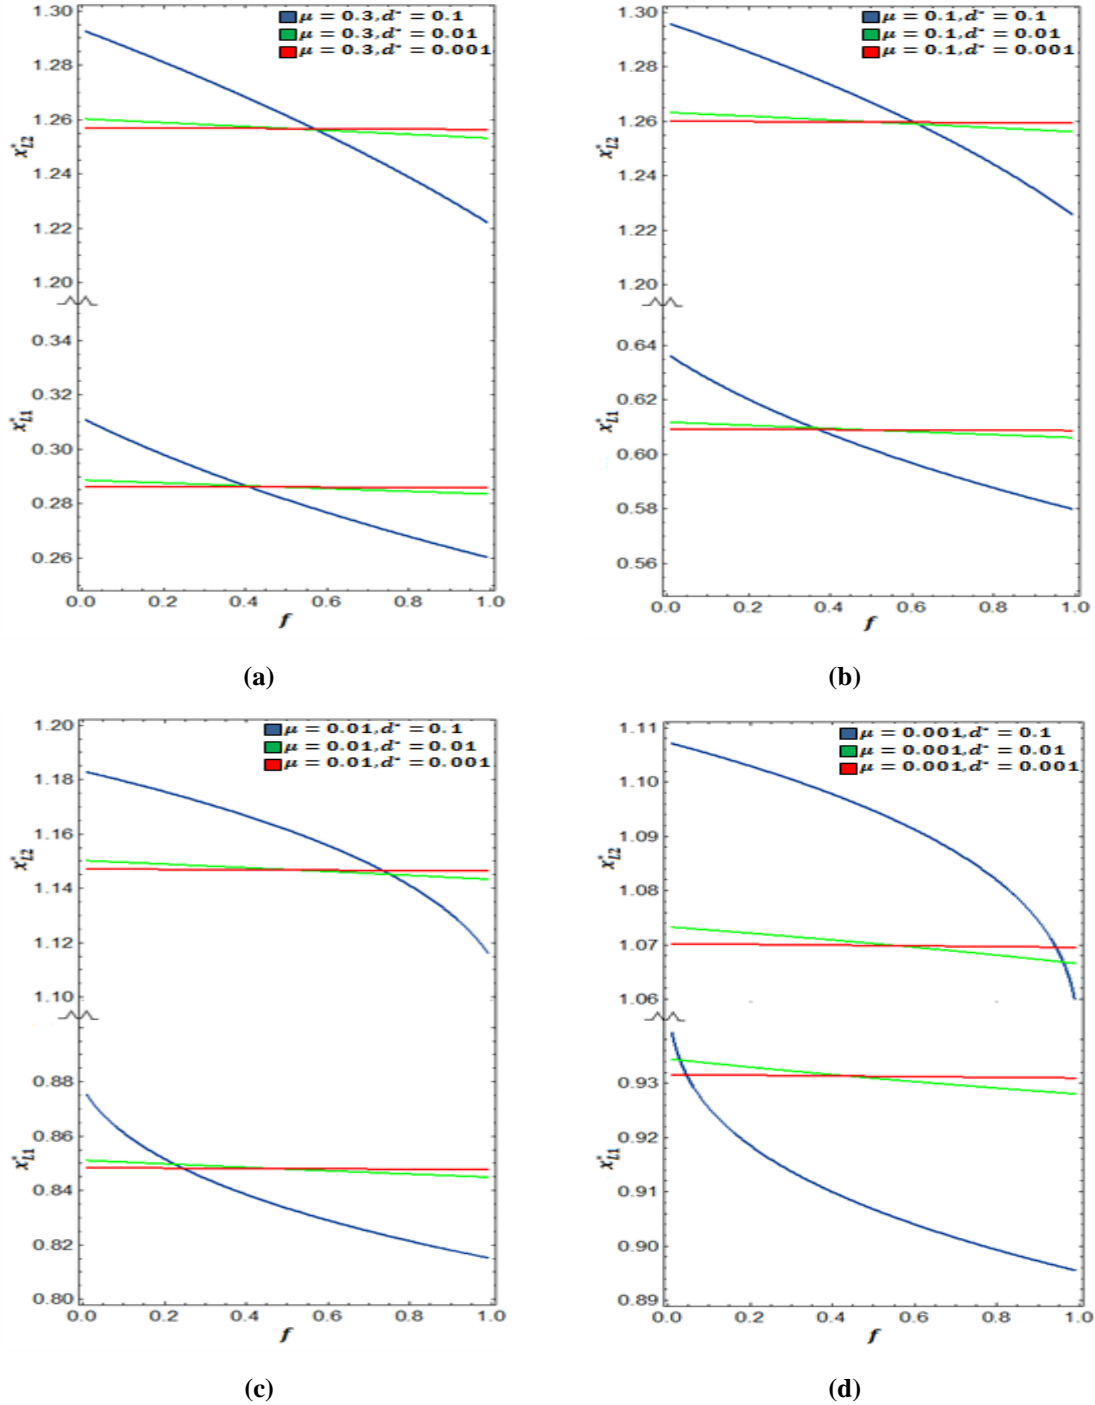 1.30
1.28
1.26
1.24
1.22
1.20
x*L2
0.34
0.32
0.30
0.28
0.26
x*L1
μ = 0.3, d* = 0.1
μ = 0.3, d* = 0.01
μ = 0.3, d* = 0.001
0.0 0.2 0.4 0.6 0.8 1.0
f
(a)
1.30
1.28
1.26
1.24
1.22
1.20
x*L2
0.64
0.62
0.60
0.58
0.56
x*L1
μ = 0.1, d* = 0.1
μ = 0.1, d* = 0.01
μ = 0.1, d* = 0.001
0.0 0.2 0.4 0.6 0.8 1.0
f
(b)
1.20
1.18
1.16
1.14
1.12
1.10
x*L2
0.88
0.86
0.84
0.82
0.80
x*L1
μ = 0.01, d* = 0.1
μ = 0.01, d* = 0.01
μ = 0.01, d* = 0.001
0.0 0.2 0.4 0.6 0.8 1.0
f
(c)
1.11
1.10
1.09
1.08
1.07
1.06
x*L2
0.93
0.92
0.91
0.90
0.89
x*L1
μ = 0.001, d* = 0.1
μ = 0.001, d* = 0.01
μ = 0.001, d* = 0.001
0.0 0.2 0.4 0.6 0.8 1.0
f
(d)